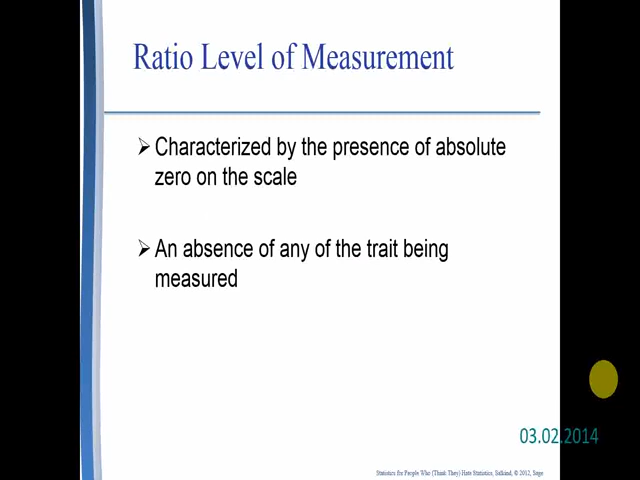 Ratio Level of Measurement
Characterized by the presence of absolute
zero on the scale
An absence of any of the trait being
measured
03.02.2014
Statistics for People Who (Think They) Hate Statistics, Salkind, © 2012, Sage